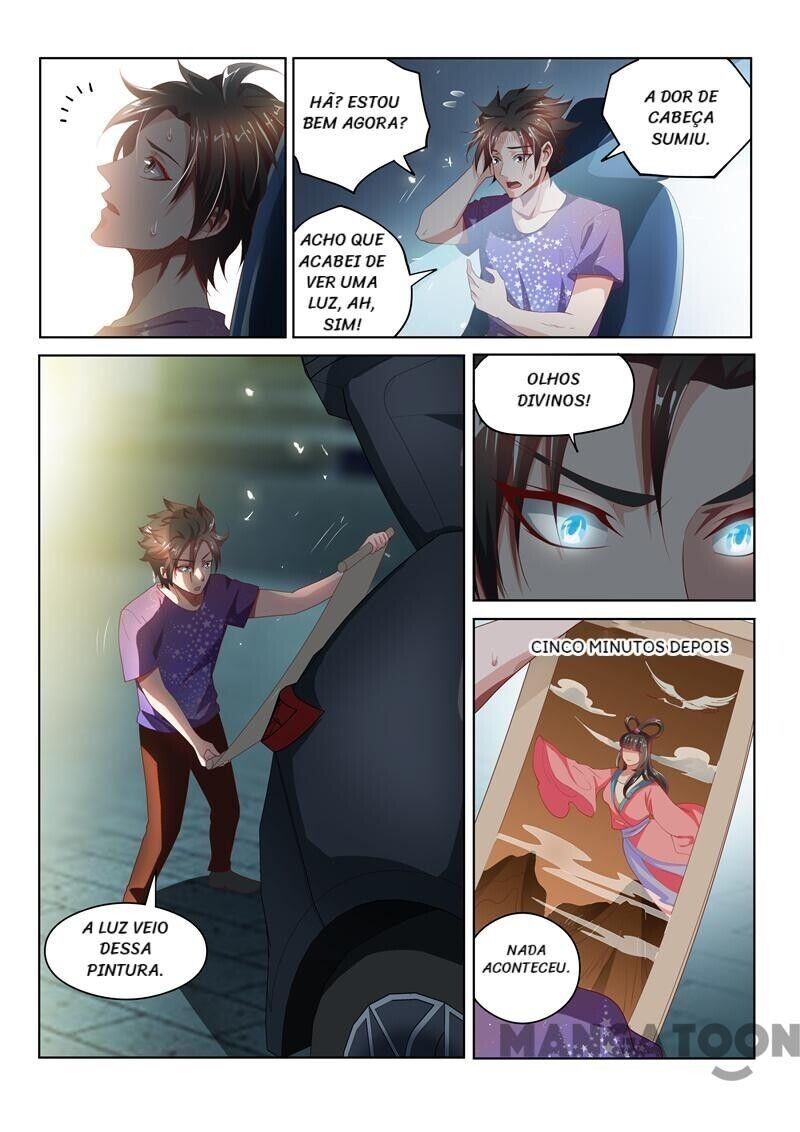 HÃ? ESTOU
BEM AGORA?
A DOR DE
CABEÇA
SUMIU.
ACHO QUE
ACABEI DE
VER UMA
LUZ, AH,
SIM!
OLHOS
DIVINOS!
A LUZ VEIO
DESSA
PINTURA.
CINCO MINUTOS DEPOIS
NADA
ACONTECEU.
MANGATOON